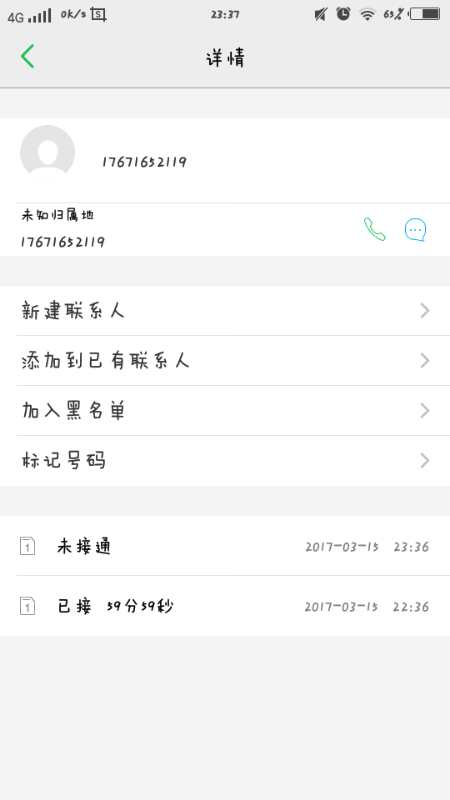 4G 0k/s S 23:37 65%
详情
17671652119
未知归属地
17671652119
新建联系人
添加到已有联系人
加入黑名单
标记号码
1 未接通 2017-03-15 23:36
1 已接 59分59秒 2017-03-15 22:36